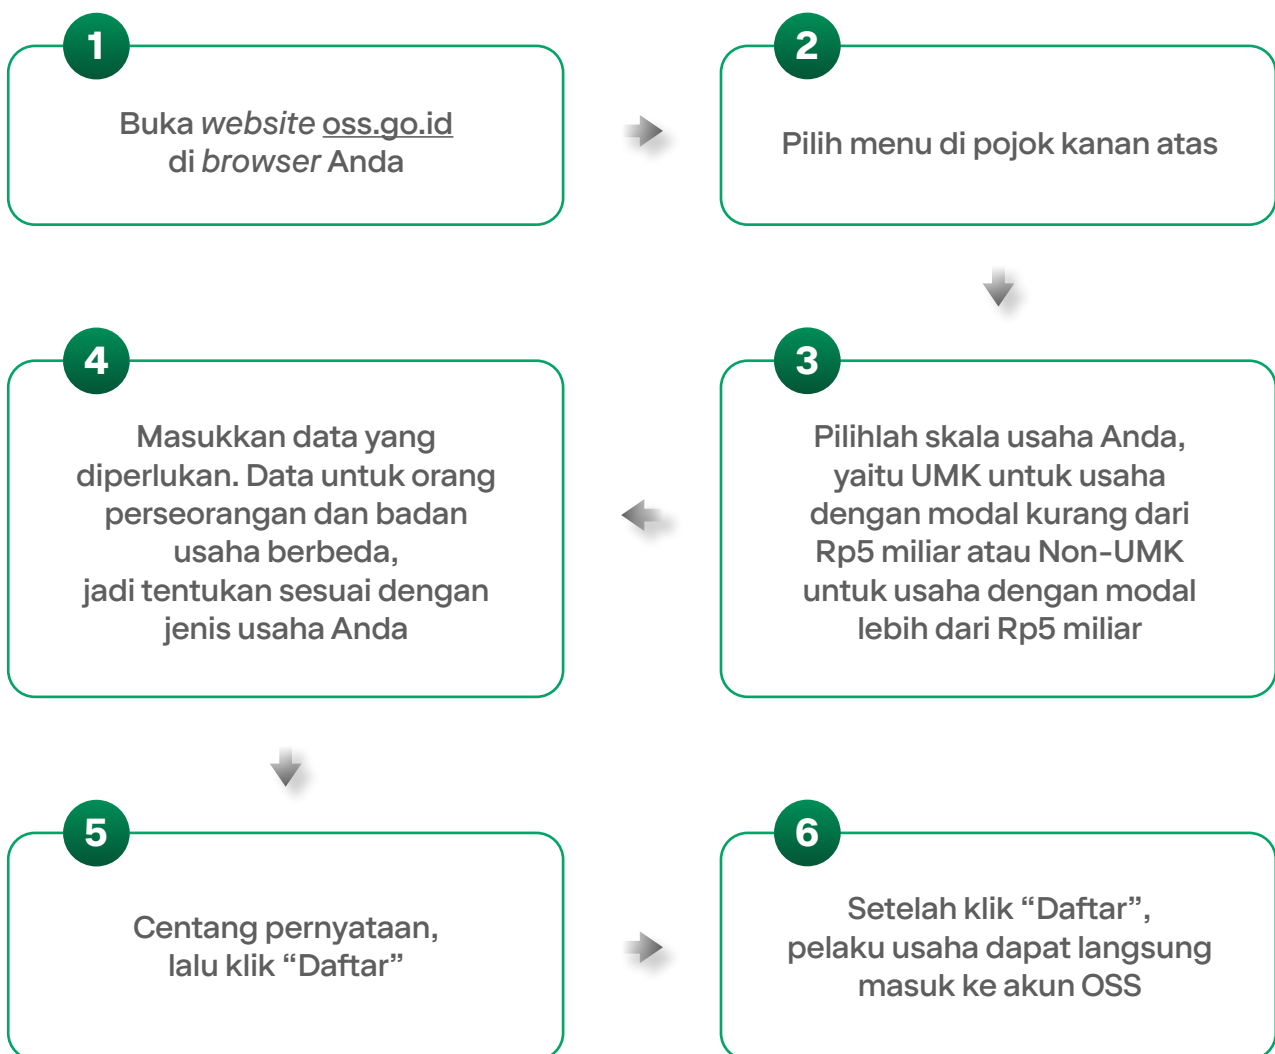 1
Buka website oss.go.id
di browser Anda
2
Pilih menu di pojok kanan atas
3
Pilihlah skala usaha Anda,
yaitu UMK untuk usaha
dengan modal kurang dari
Rp5 miliar atau Non-UMK
untuk usaha dengan modal
lebih dari Rp5 miliar
4
Masukkan data yang
diperlukan. Data untuk orang
perseorangan dan badan
usaha berbeda,
jadi tentukan sesuai dengan
jenis usaha Anda
5
Centang pernyataan,
lalu klik “Daftar”
6
Setelah klik “Daftar”,
pelaku usaha dapat langsung
masuk ke akun OSS